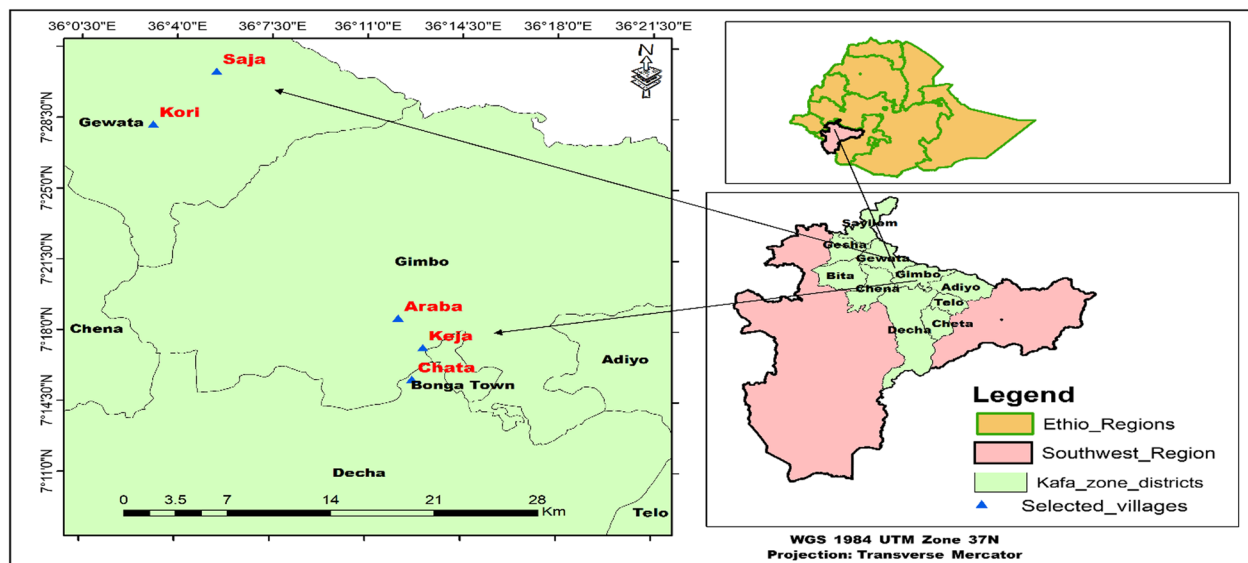 36°0'30"E 36°4'0"E 36°7'30"E 36°11'0"E 36°14'30"E 36°18'0"E 36°21'30"E
7°28'30"N
7°25'0"N
7°21'30"N
7°18'0"N
7°14'30"N
7°11'0"N
N
Saja
Kori
Gewata
Gimbo
Araba
Chena
Keja
Adiyo
Chata
Bonga Town
Decha
0 3.5 7 14 21 28
Km
Telo
Sayllom
Gesha
Gewata
Bita
Gimbo
Chena
Adiyo
Telo
Decha
Cheta
Legend
Ethio_Regions
Southwest_Region
Kafa_zone_districts
Selected_villages
WGS 1984 UTM Zone 37N
Projection: Transverse Mercator